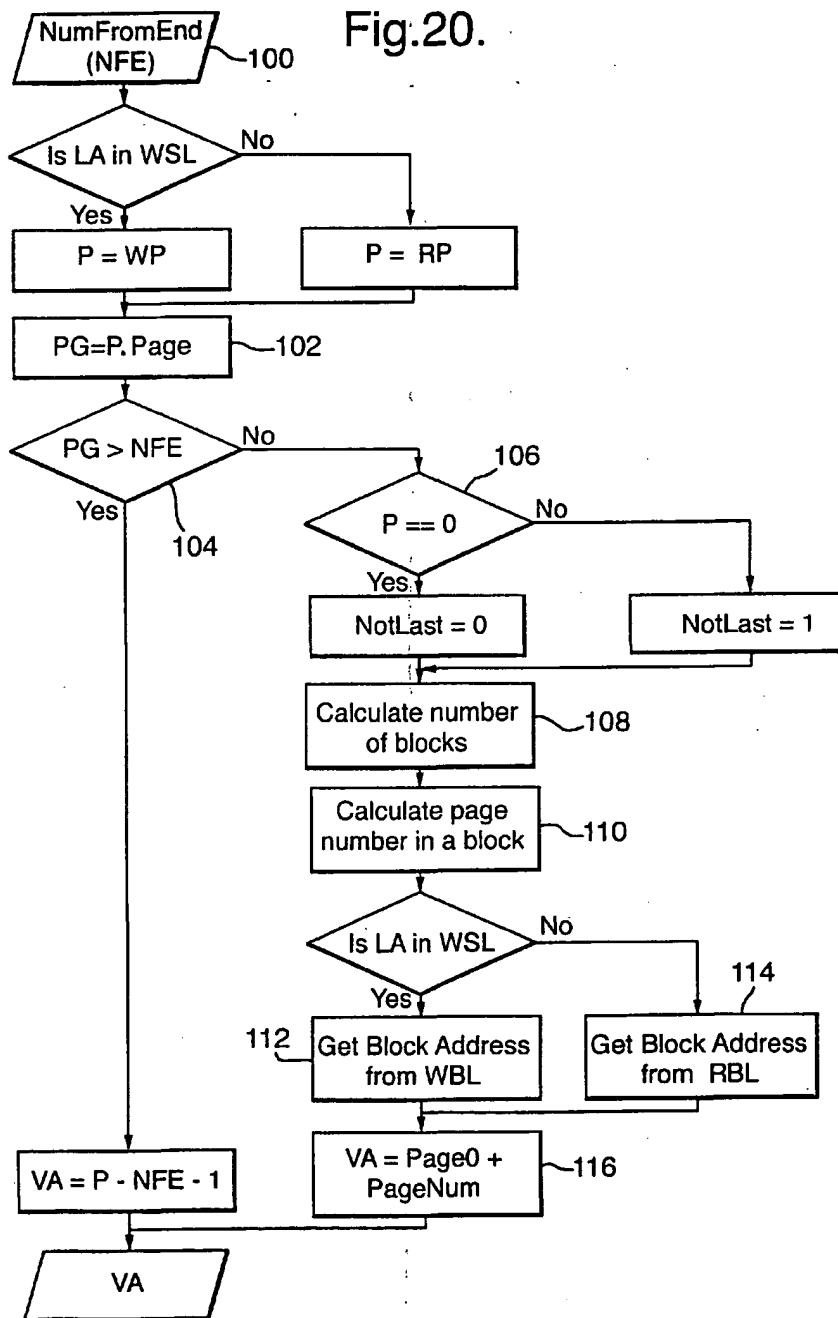 Fig.20.
NumFromEnd
(NFE)
100
Is LA in WSL
No
Yes
P = WP
P = RP
PG=P.Page
102
PG > NFE
No
Yes
104
106
P == 0
No
Yes
NotLast = 0
NotLast = 1
Calculate number
of blocks
108
Calculate page
number in a block
110
Is LA in WSL
No
Yes
114
112
Get Block Address
from WBL
Get Block Address
from RBL
VA = P - NFE - 1
VA = Page0 +
PageNum
116
VA